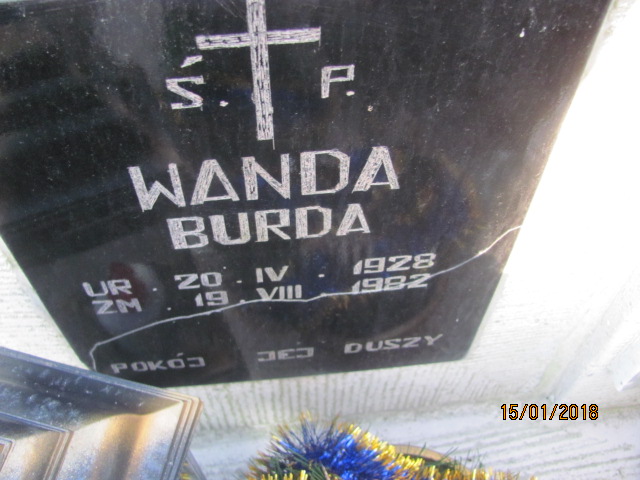 Ś. P.
WANDA
BURDA
UR. 20. IV. 1928
ZM. 19. VIII 1982
POKÓJ JEJ DUSZY
15/01/2018